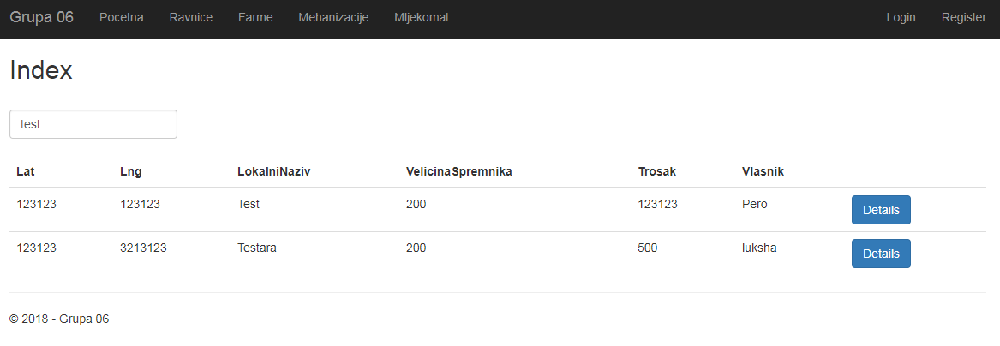 Grupa 06 Pocetna Ravnice Farme Mehanizacije Mljekomat Login Register
Index
test
Lat Lng LokalniNaziv VelicinaSpremnika Trosak Vlasnik
123123 123123 Test 200 123123 Pero Details
123123 3213123 Testara 200 500 luksha Details
© 2018 - Grupa 06